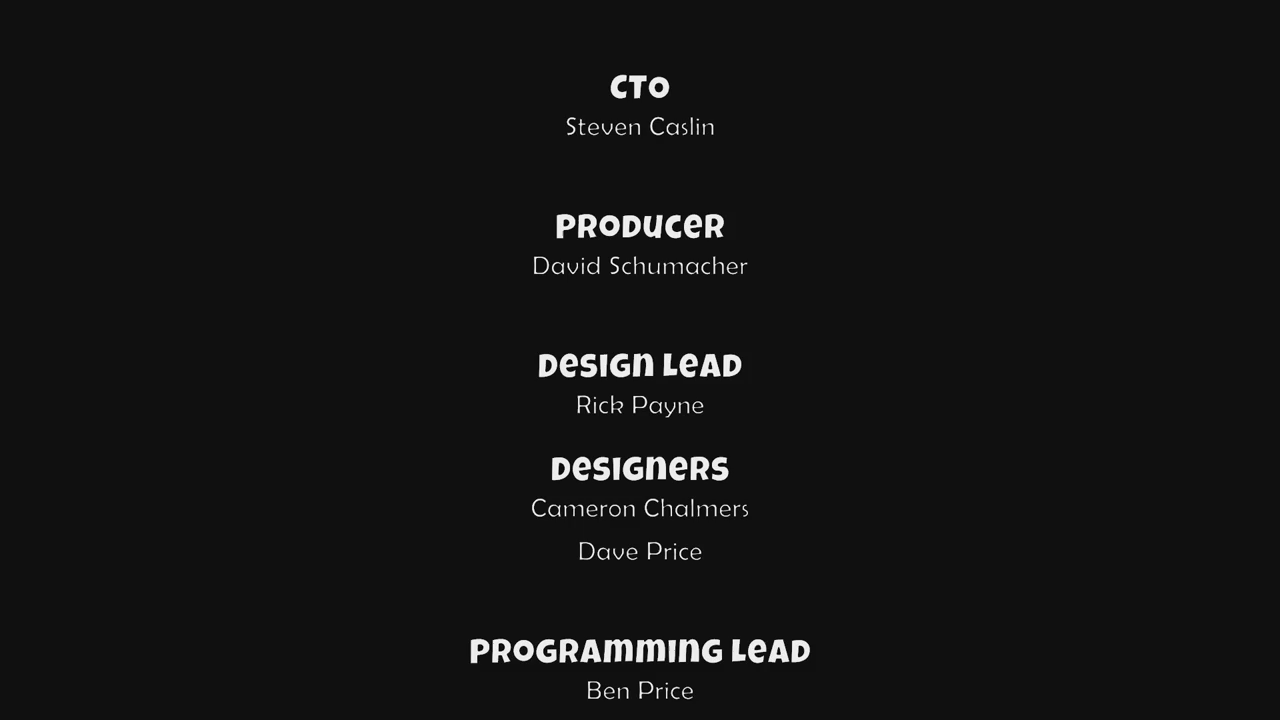 CTO
Steven Caslin
PRODUCER
David Schumacher
DESIGN LEAD
Rick Payne
DESIGNERS
Cameron Chalmers
Dave Price
PROGRAMMING LEAD
Ben Price